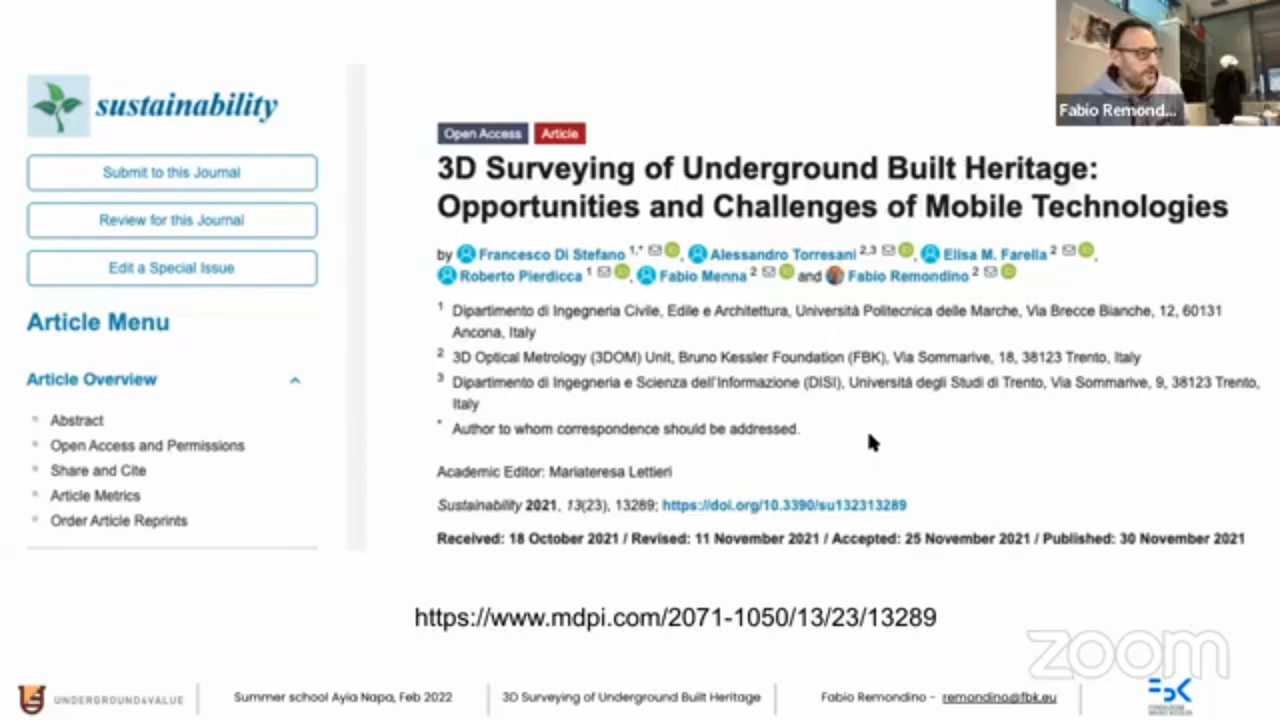 sustainability
Submit to this Journal
Review for this Journal
Edit a Special Issue
Article Menu
Article Overview
Abstract
Open Access and Permissions
Share and Cite
Article Metrics
Order Article Reprints
Open Access Article
3D Surveying of Underground Built Heritage:
Opportunities and Challenges of Mobile Technologies
by Francesco Di Stefano 1,* , Alessandro Torresani 2,3 , Elisa M. Farella 2 ,
Roberto Pierdicca 1 , Fabio Menna 2 and Fabio Remondino 2
1 Dipartimento di Ingegneria Civile, Edile e Architettura, Università Politecnica delle Marche, Via Brecce Bianche, 12, 60131
Ancona, Italy
2 3D Optical Metrology (3DOM) Unit, Bruno Kessler Foundation (FBK), Via Sommarive, 18, 38123 Trento, Italy
3 Dipartimento di Ingegneria e Scienza dell'Informazione (DISI), Universitá degli Studi di Trento, Via Sommarive, 9, 38123 Trento,
Italy
* Author to whom correspondence should be addressed.
Academic Editor: Mariateresa Lettieri
Sustainability 2021, 13(23), 13289; https://doi.org/10.3390/su132313289
Received: 18 October 2021 / Revised: 11 November 2021 / Accepted: 25 November 2021 / Published: 30 November 2021
https://www.mdpi.com/2071-1050/13/23/13289
Fabio Remond...
zoom
UNDERGROUND4VALUE
Summer school Ayia Napa, Feb 2022
3D Surveying of Underground Built Heritage
Fabio Remondino - remondino@fbk.eu
FBK